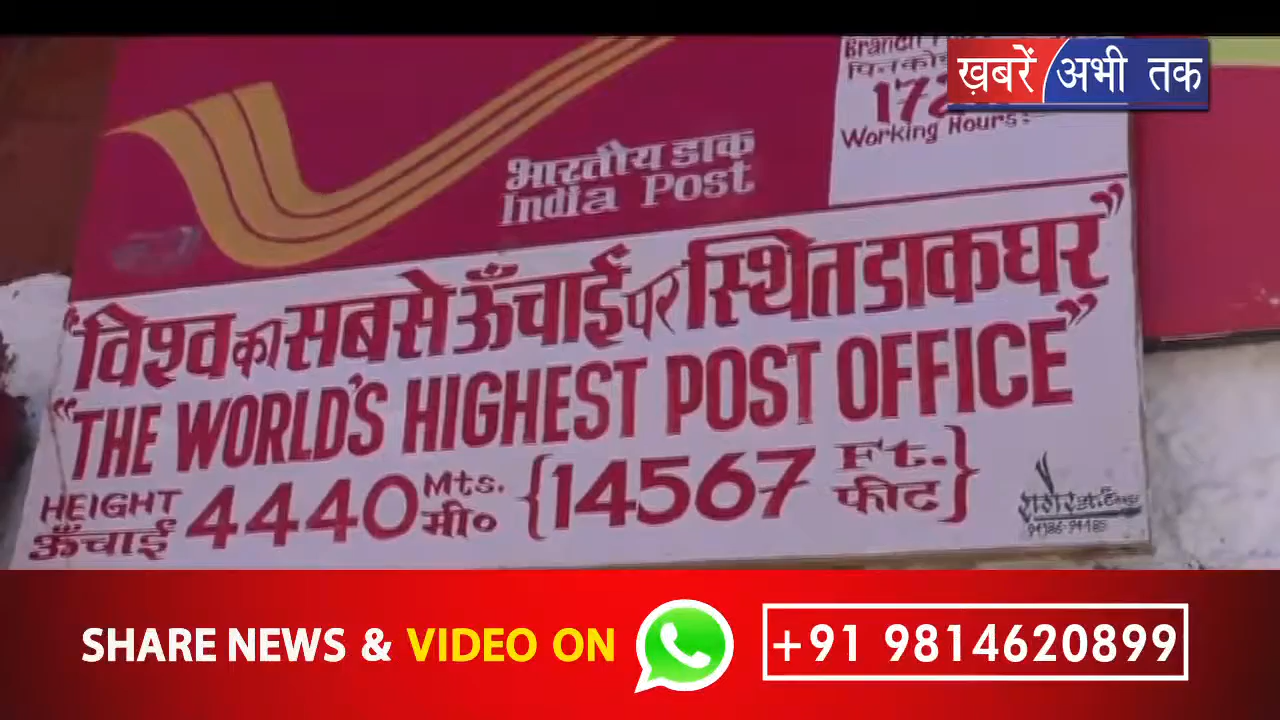 ख़बरें अभी तक
पिनकोड
Working Hours:
भारतीय डाक
India Post
"विश्व का सबसे ऊँचाई पर स्थित डाकघर"
"THE WORLD'S HIGHEST POST OFFICE"
HEIGHT 4440 Mts. {14567 Ft.}
ऊँचाई मी० फीट
SHARE NEWS & VIDEO ON +91 9814620899